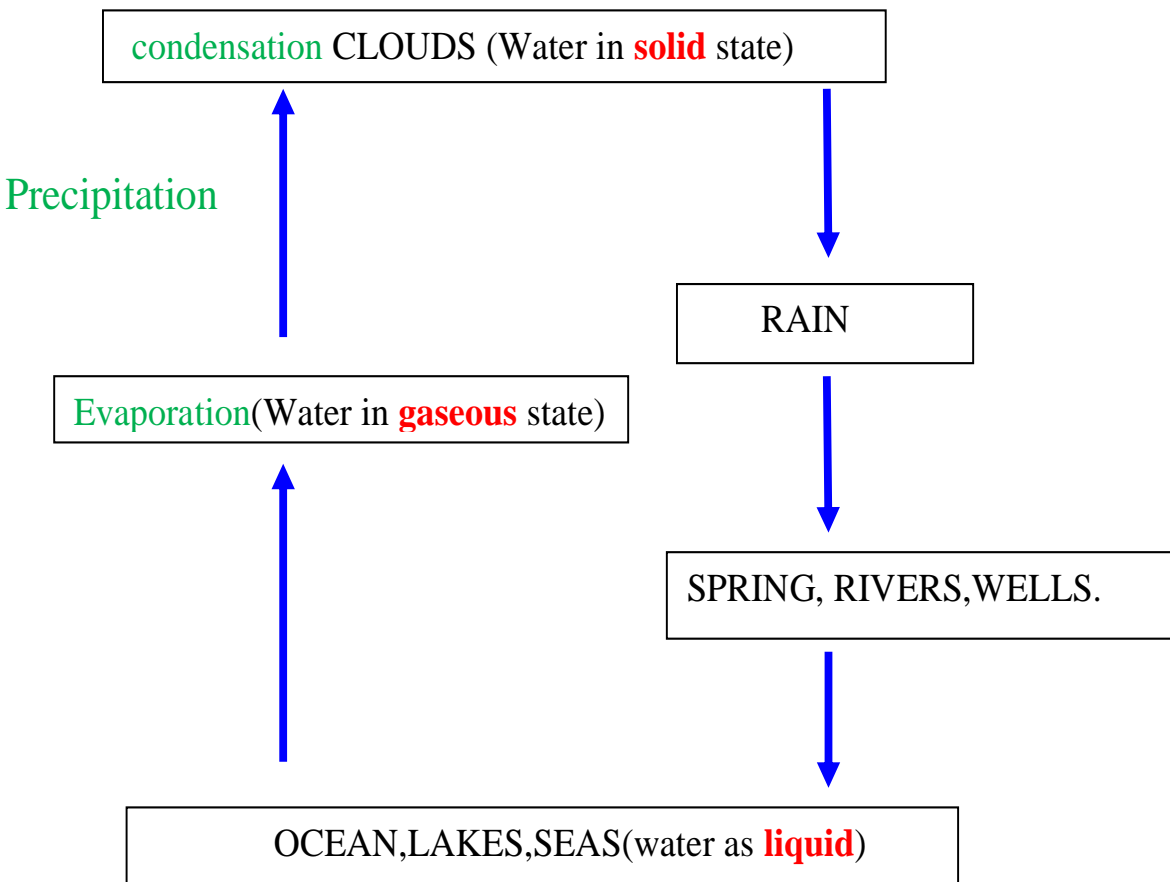 condensation CLOUDS (Water in solid state)
Precipitation
RAIN
Evaporation(Water in gaseous state)
SPRING, RIVERS,WELLS.
OCEAN,LAKES,SEAS(water as liquid)